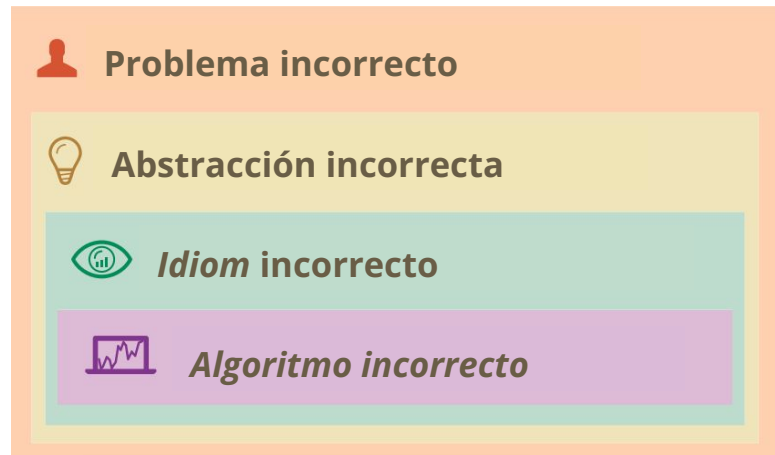 Problema incorrecto
Abstracción incorrecta
Idiom incorrecto
Algoritmo incorrecto